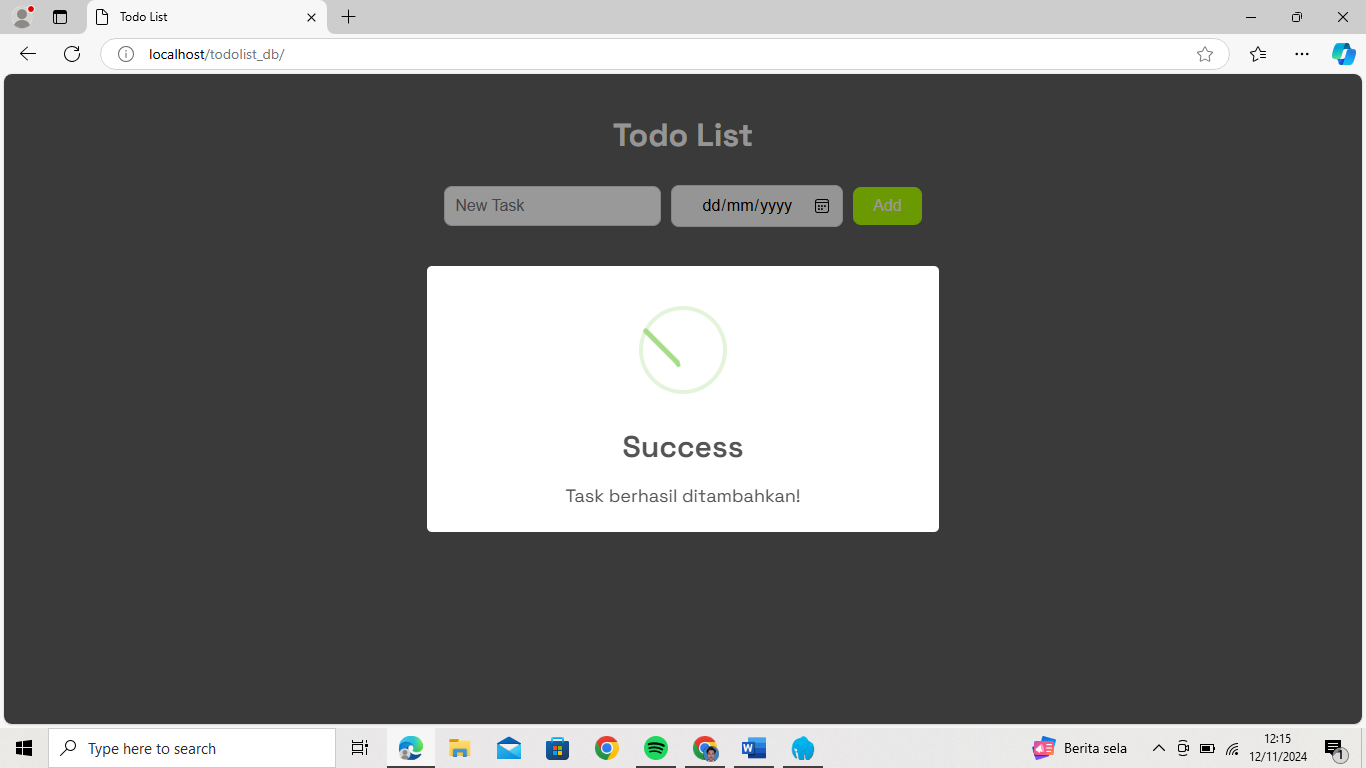 Todo List
localhost/todolist_db/
Todo List
New Task
dd/mm/yyyy
Add
Success
Task berhasil ditambahkan!
Type here to search
Berita sela
12:15
12/11/2024
1